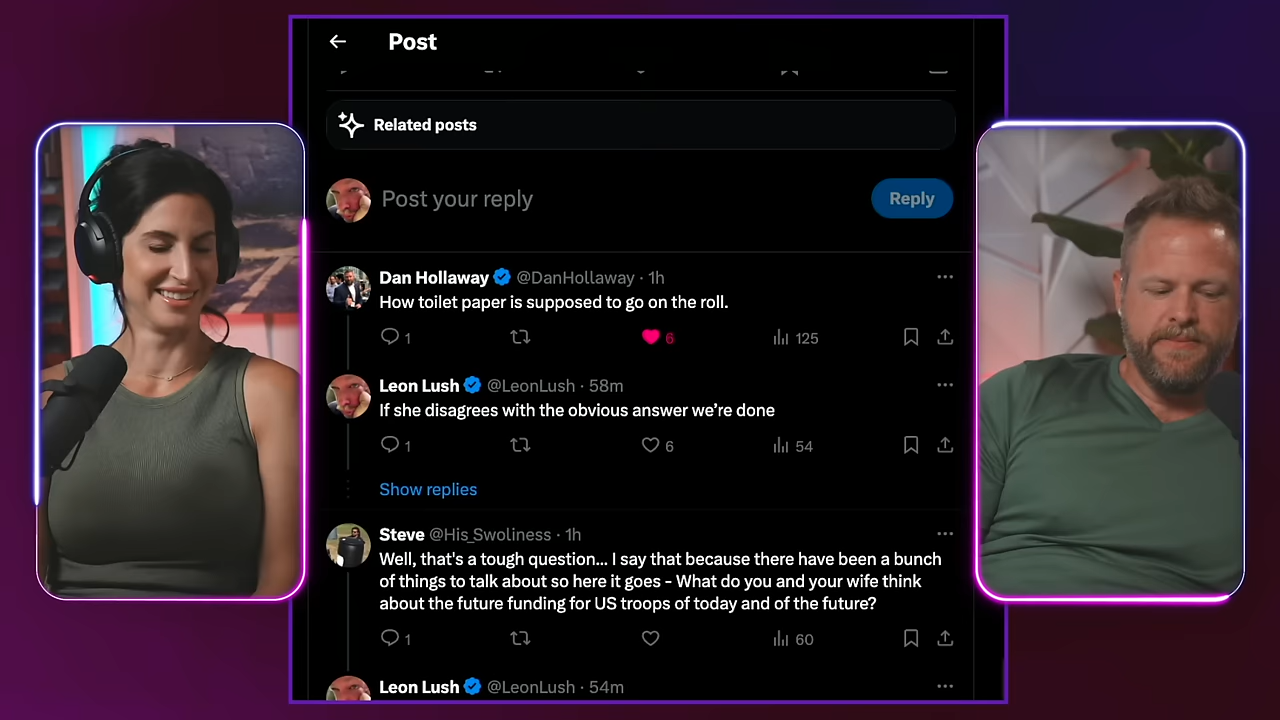 Post
Related posts
Post your reply
Reply
Dan Hollaway @DanHollaway · 1h
How toilet paper is supposed to go on the roll.
1 6 125
Leon Lush @LeonLush · 58m
If she disagrees with the obvious answer we’re done
1 6 54
Show replies
Steve @His_Swoliness · 1h
Well, that's a tough question... I say that because there have been a bunch
of things to talk about so here it goes - What do you and your wife think
about the future funding for US troops of today and of the future?
1 60
Leon Lush @LeonLush · 54m